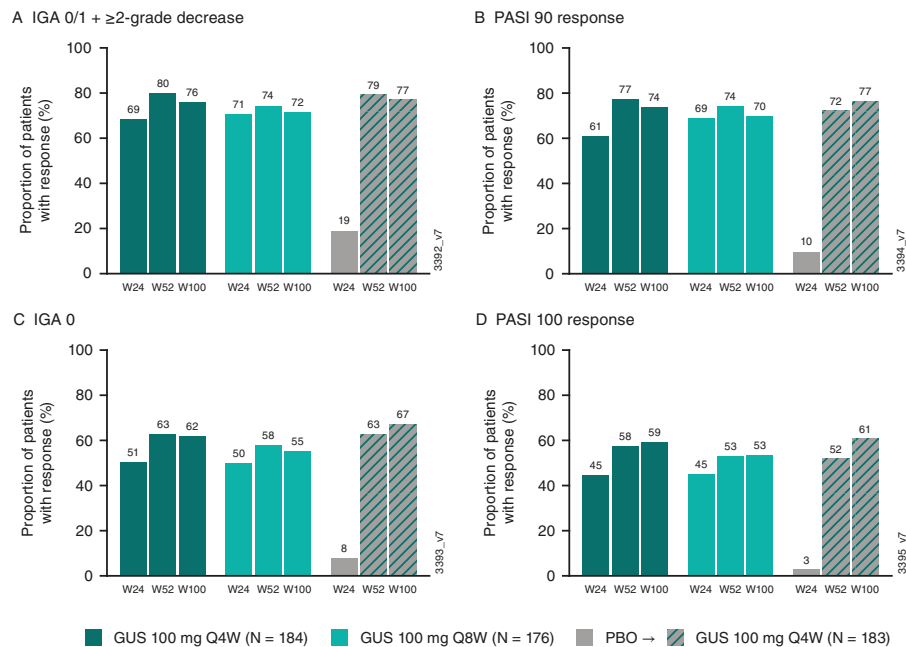 A IGA 0/1 + ≥2-grade decrease
Proportion of patients
with response (%)
100
80
60
40
20
0
69
80
76
71
74
72
19
79
77
W24 W52 W100
W24 W52 W100
W24 W52 W100
3392_v7
B PASI 90 response
Proportion of patients
with response (%)
100
80
60
40
20
0
61
77
74
69
74
70
10
72
77
W24 W52 W100
W24 W52 W100
W24 W52 W100
3394_v7
C IGA 0
Proportion of patients
with response (%)
100
80
60
40
20
0
51
63
62
50
58
55
8
63
67
W24 W52 W100
W24 W52 W100
W24 W52 W100
3393_v7
D PASI 100 response
Proportion of patients
with response (%)
100
80
60
40
20
0
45
58
59
45
53
53
3
52
61
W24 W52 W100
W24 W52 W100
W24 W52 W100
3395_v7
GUS 100 mg Q4W (N = 184) GUS 100 mg Q8W (N = 176) PBO → GUS 100 mg Q4W (N = 183)